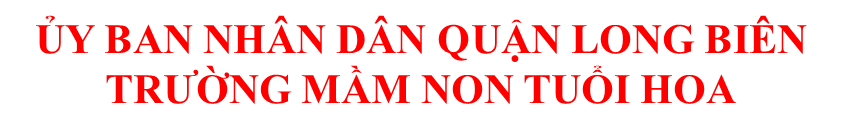 ỦY BAN NHÂN DÂN QUẬN LONG BIÊN
TRƯỜNG MẦM NON TUỔI HOA